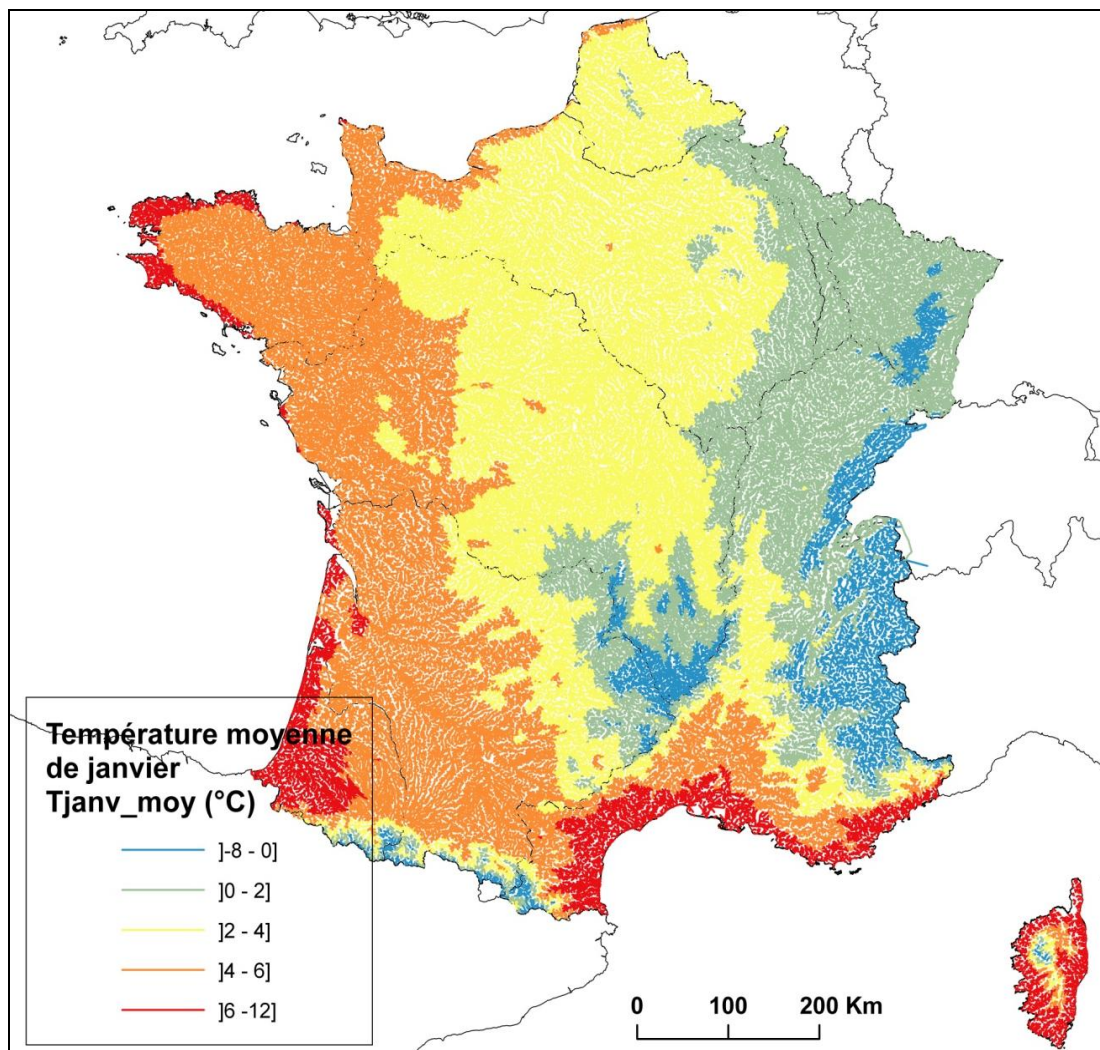 Température moyenne
de janvier
Tjanv_moy (°C)
]-8 - 0]
]0 - 2]
]2 - 4]
]4 - 6]
]6 -12]
0 100 200 Km